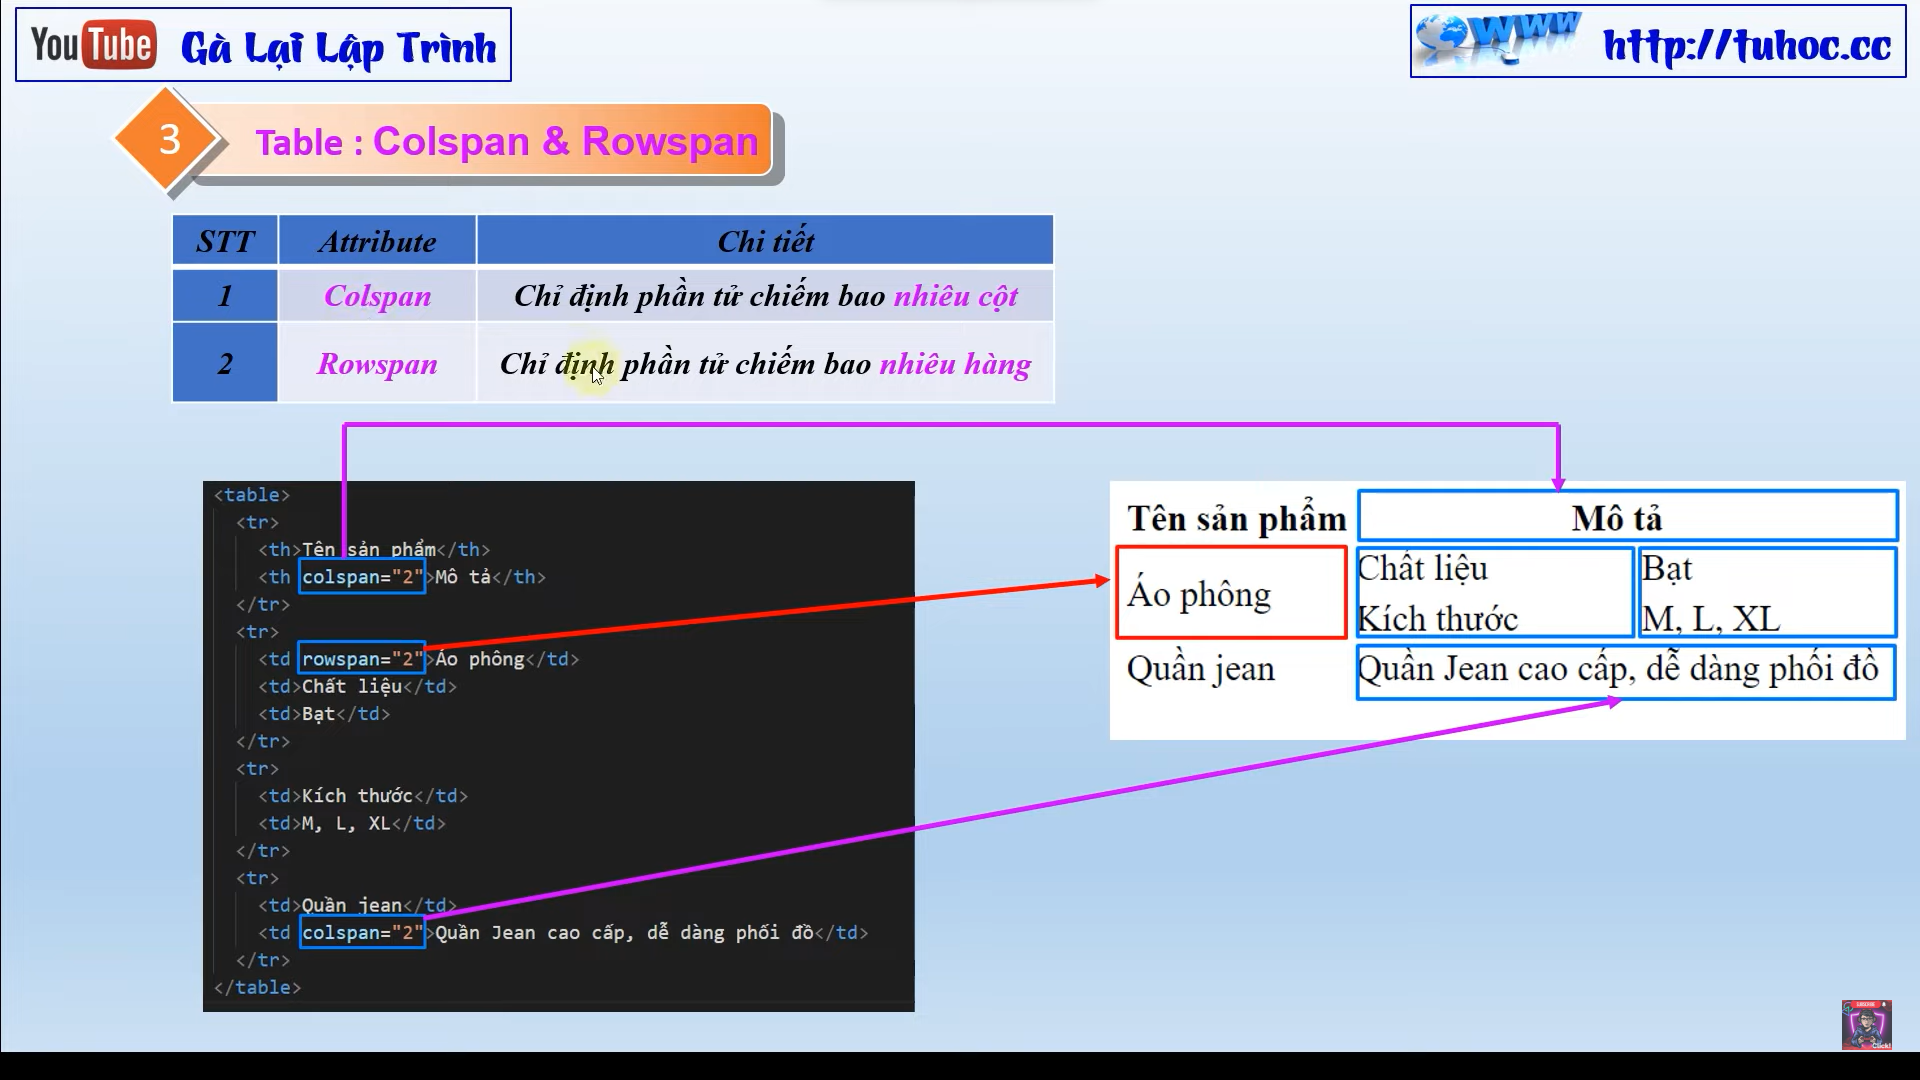 YouTube Gà Lại Lập Trình
WWW http://tuhoc.cc
3 Table : Colspan & Rowspan
STT Attribute Chi tiết
1 Colspan Chỉ định phần tử chiếm bao nhiêu cột
2 Rowspan Chỉ định phần tử chiếm bao nhiêu hàng
<table>
<tr>
<th>Tên sản phẩm</th>
<th colspan="2">Mô tả</th>
</tr>
<tr>
<td rowspan="2">Áo phông</td>
<td>Chất liệu</td>
<td>Bạt</td>
</tr>
<tr>
<td>Kích thước</td>
<td>M, L, XL</td>
</tr>
<tr>
<td>Quần jean</td>
<td colspan="2">Quần Jean cao cấp, dễ dàng phối đồ</td>
</tr>
</table>
Tên sản phẩm Mô tả
Áo phông
Chất liệu Bạt
Kích thước M, L, XL
Quần jean Quần Jean cao cấp, dễ dàng phối đồ
SUBSCRIBE
Click!